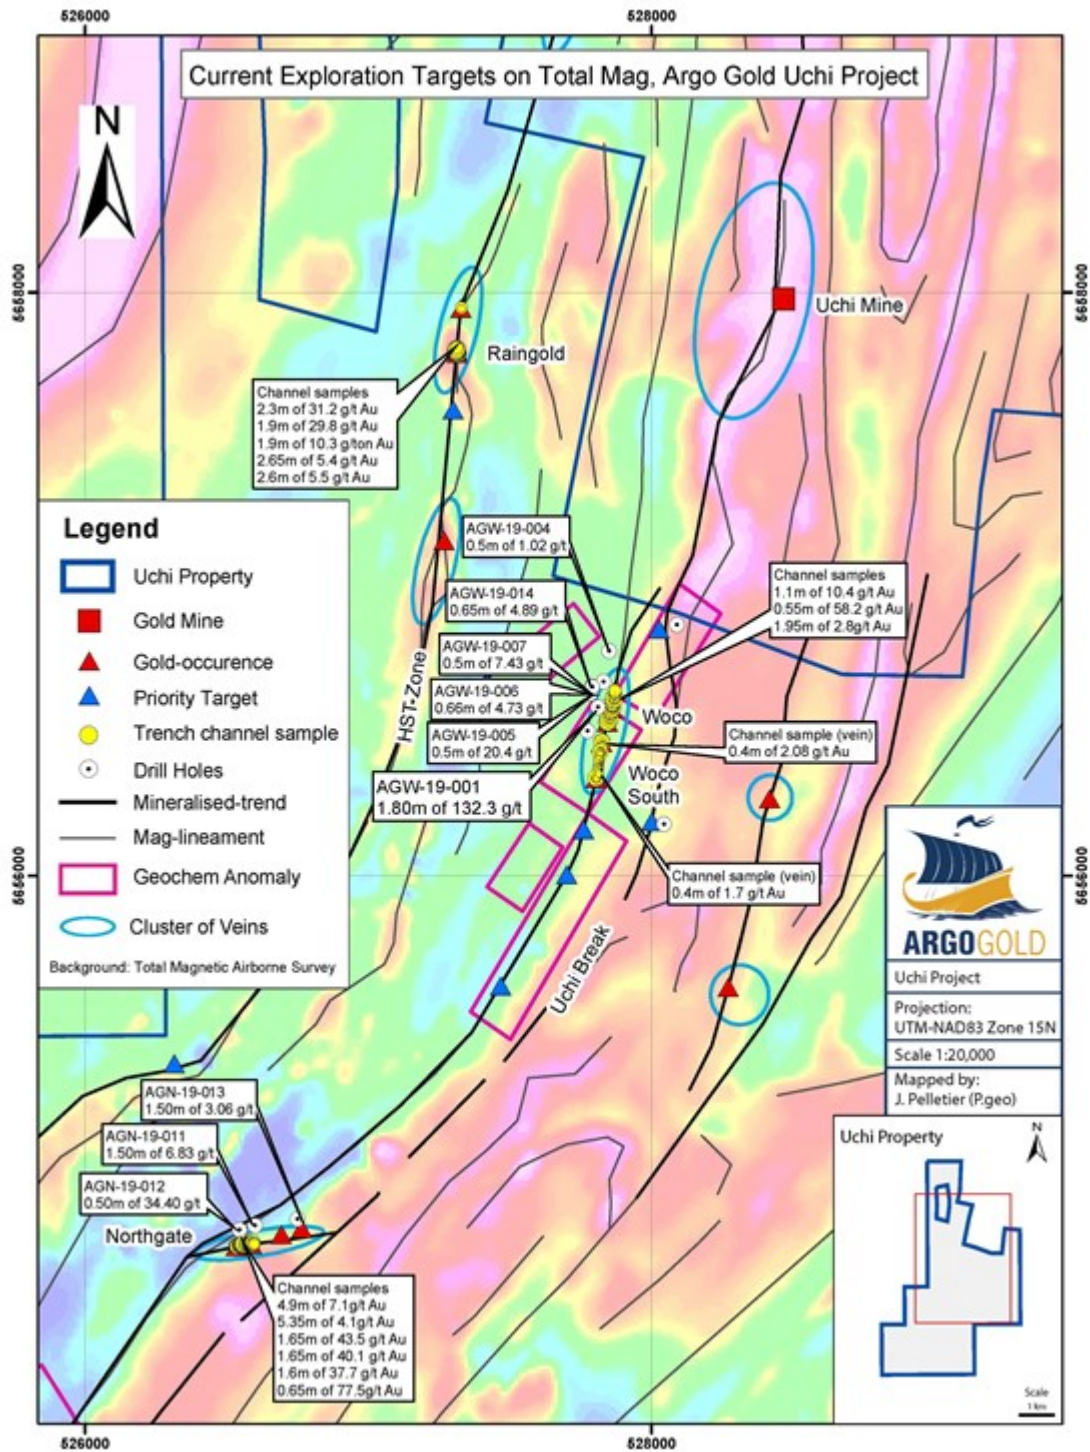 526000
528000
Current Exploration Targets on Total Mag, Argo Gold Uchi Project
N
5658000
5658000
Uchi Mine
Raingold
Channel samples
2.3m of 31.2 g/t Au
1.9m of 29.8 g/t Au
1.9m of 10.3 g/ton Au
2.65m of 5.4 g/t Au
2.6m of 5.5 g/t Au
Legend
Uchi Property
Gold Mine
Gold-occurence
Priority Target
Trench channel sample
Drill Holes
Mineralised-trend
Mag-lineament
Geochem Anomaly
Cluster of Veins
Background: Total Magnetic Airborne Survey
AGW-19-004
0.5m of 1.02 g/t
AGW-19-014
0.65m of 4.89 g/t
AGW-19-007
0.5m of 7.43 g/t
AGW-19-006
0.66m of 4.73 g/t
AGW-19-005
0.5m of 20.4 g/t
AGW-19-001
1.80m of 132.3 g/t
HST-Zone
Channel samples
1.1m of 10.4 g/t Au
0.55m of 58.2 g/t Au
1.95m of 2.8g/t Au
Woco
Channel sample (vein)
0.4m of 2.08 g/t Au
Woco
South
Channel sample (vein)
0.4m of 1.7 g/t Au
5656000
5656000
Uchi Break
ARGOGOLD
Uchi Project
Projection:
UTM-NAD83 Zone 15N
Scale 1:20,000
Mapped by:
J. Pelletier (P.geo)
AGN-19-013
1.50m of 3.06 g/t
AGN-19-011
1.50m of 6.83 g/t
AGN-19-012
0.50m of 34.40 g/t
Northgate
Channel samples
4.9m of 7.1g/t Au
5.35m of 4.1g/t Au
1.65m of 43.5 g/t Au
1.65m of 40.1 g/t Au
1.6m of 37.7 g/t Au
0.65m of 77.5g/t Au
Uchi Property
N
Scale
1 km
526000
528000